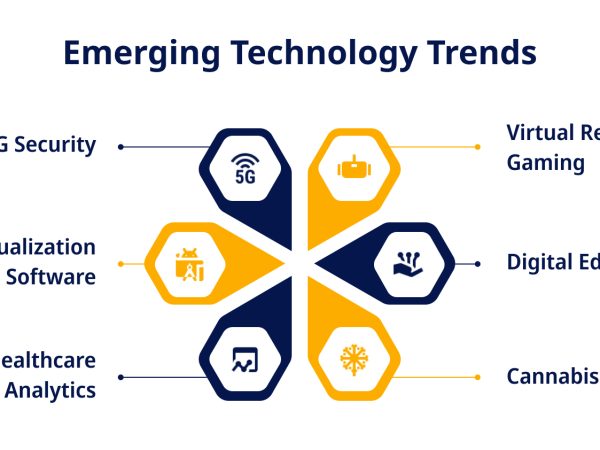 Emerging Technology Trends
G Security
Virtual Re
Gaming
5G
ualization
Software
Digital Ed
ealthcare
Analytics
Cannabis